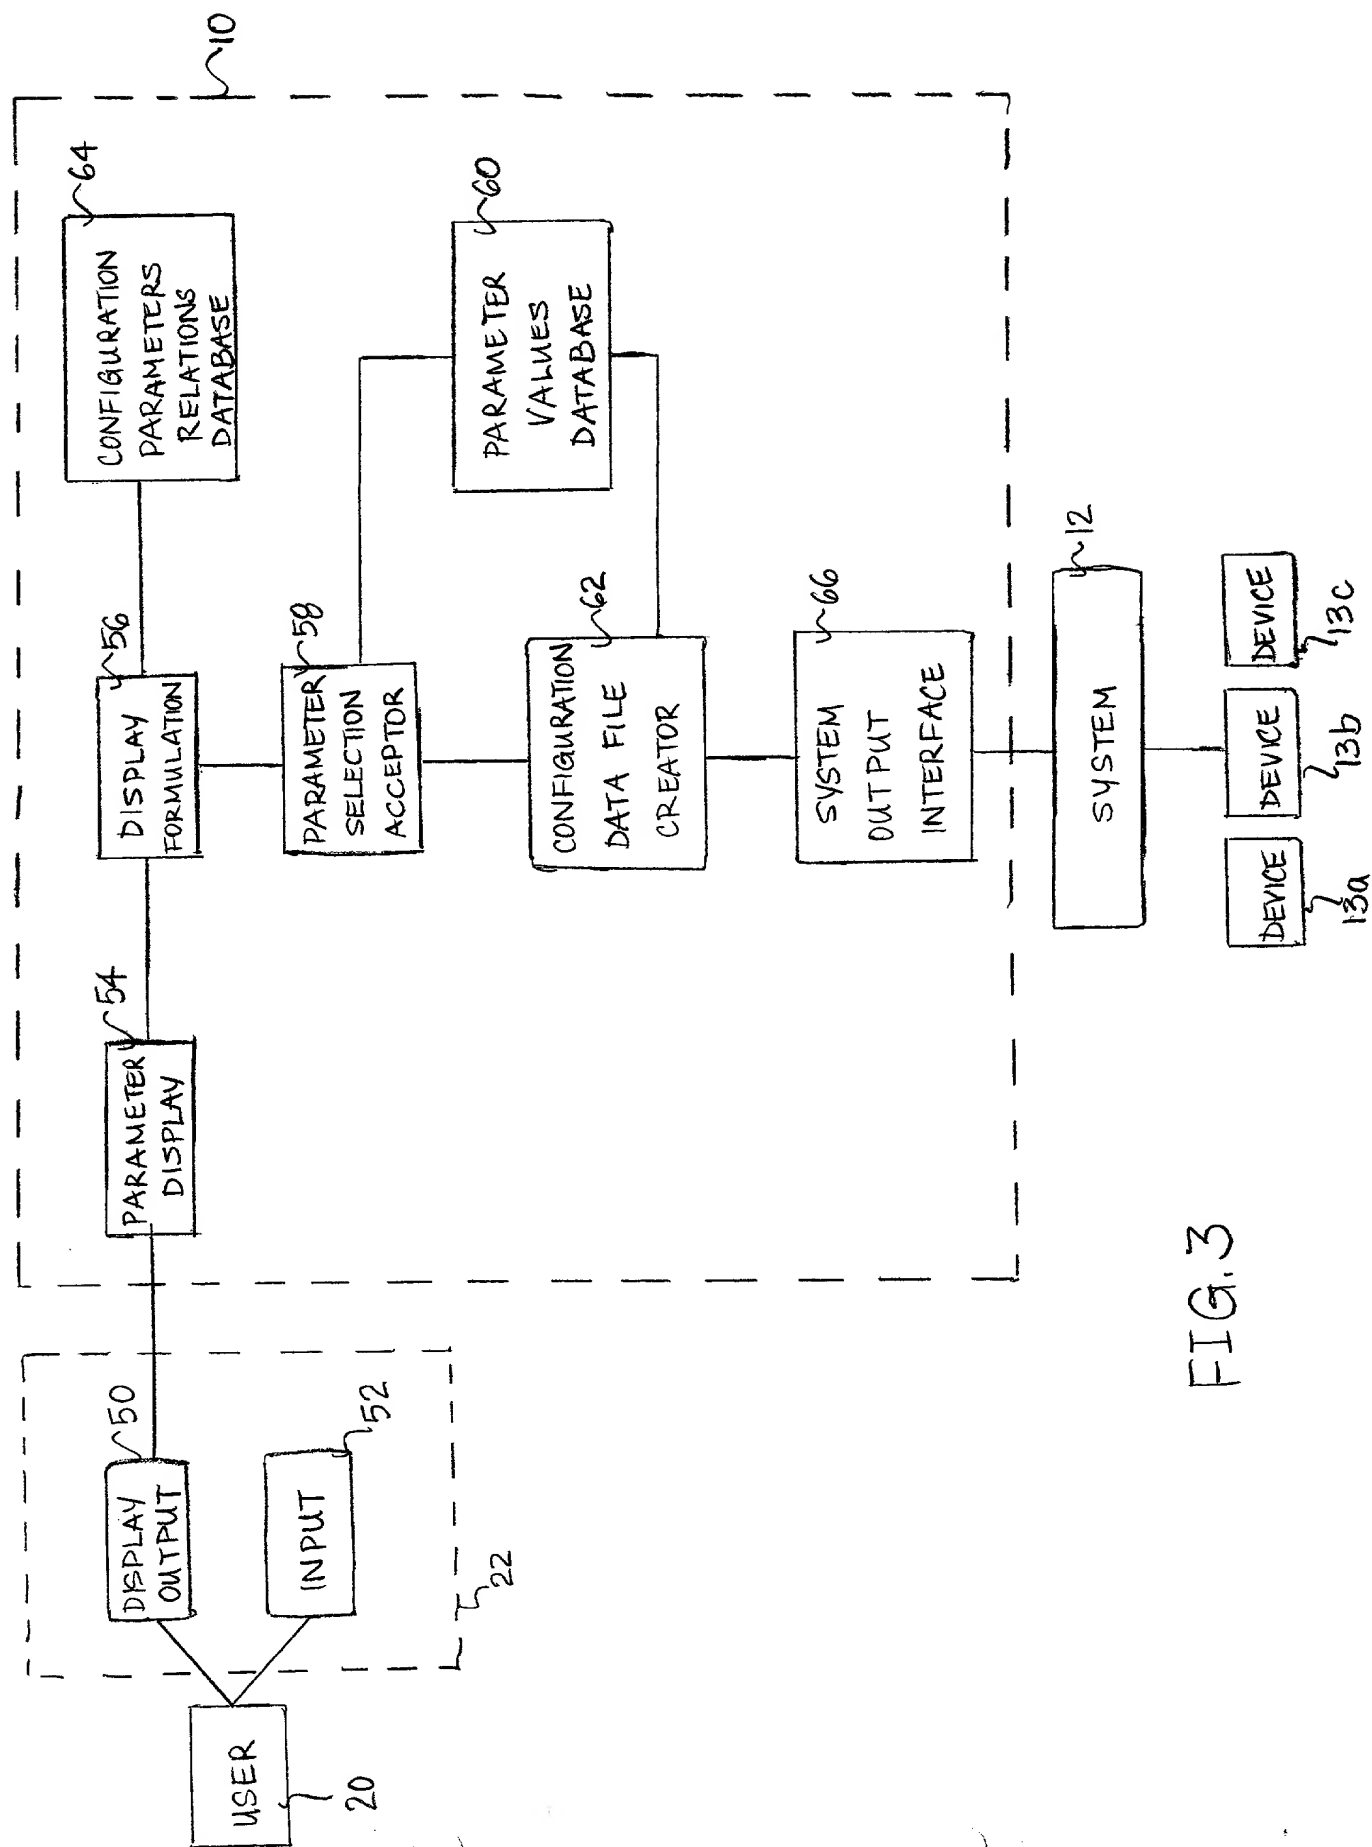 10
64
CONFIGURATION
PARAMETERS
RELATIONS
DATABASE
56
DISPLAY
FORMULATION
54
PARAMETER
DISPLAY
50
DISPLAY
OUTPUT
58
PARAMETER
SELECTION
ACCEPTOR
60
PARAMETER
VALUES
DATABASE
52
INPUT
USER
20
22
62
CONFIGURATION
DATA FILE
CREATOR
66
SYSTEM
OUTPUT
INTERFACE
12
SYSTEM
DEVICE
13a
DEVICE
13b
DEVICE
13c
FIG. 3